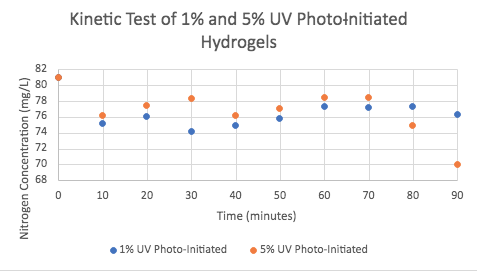 Kinetic Test of 1% and 5% UV Photo-Initiated
Hydrogels
Nitrogen Concentration (mg/L)
82
80
78
76
74
72
70
68
0 10 20 30 40 50 60 70 80 90
Time (minutes)
1% UV Photo-Initiated 5% UV Photo-Initiated